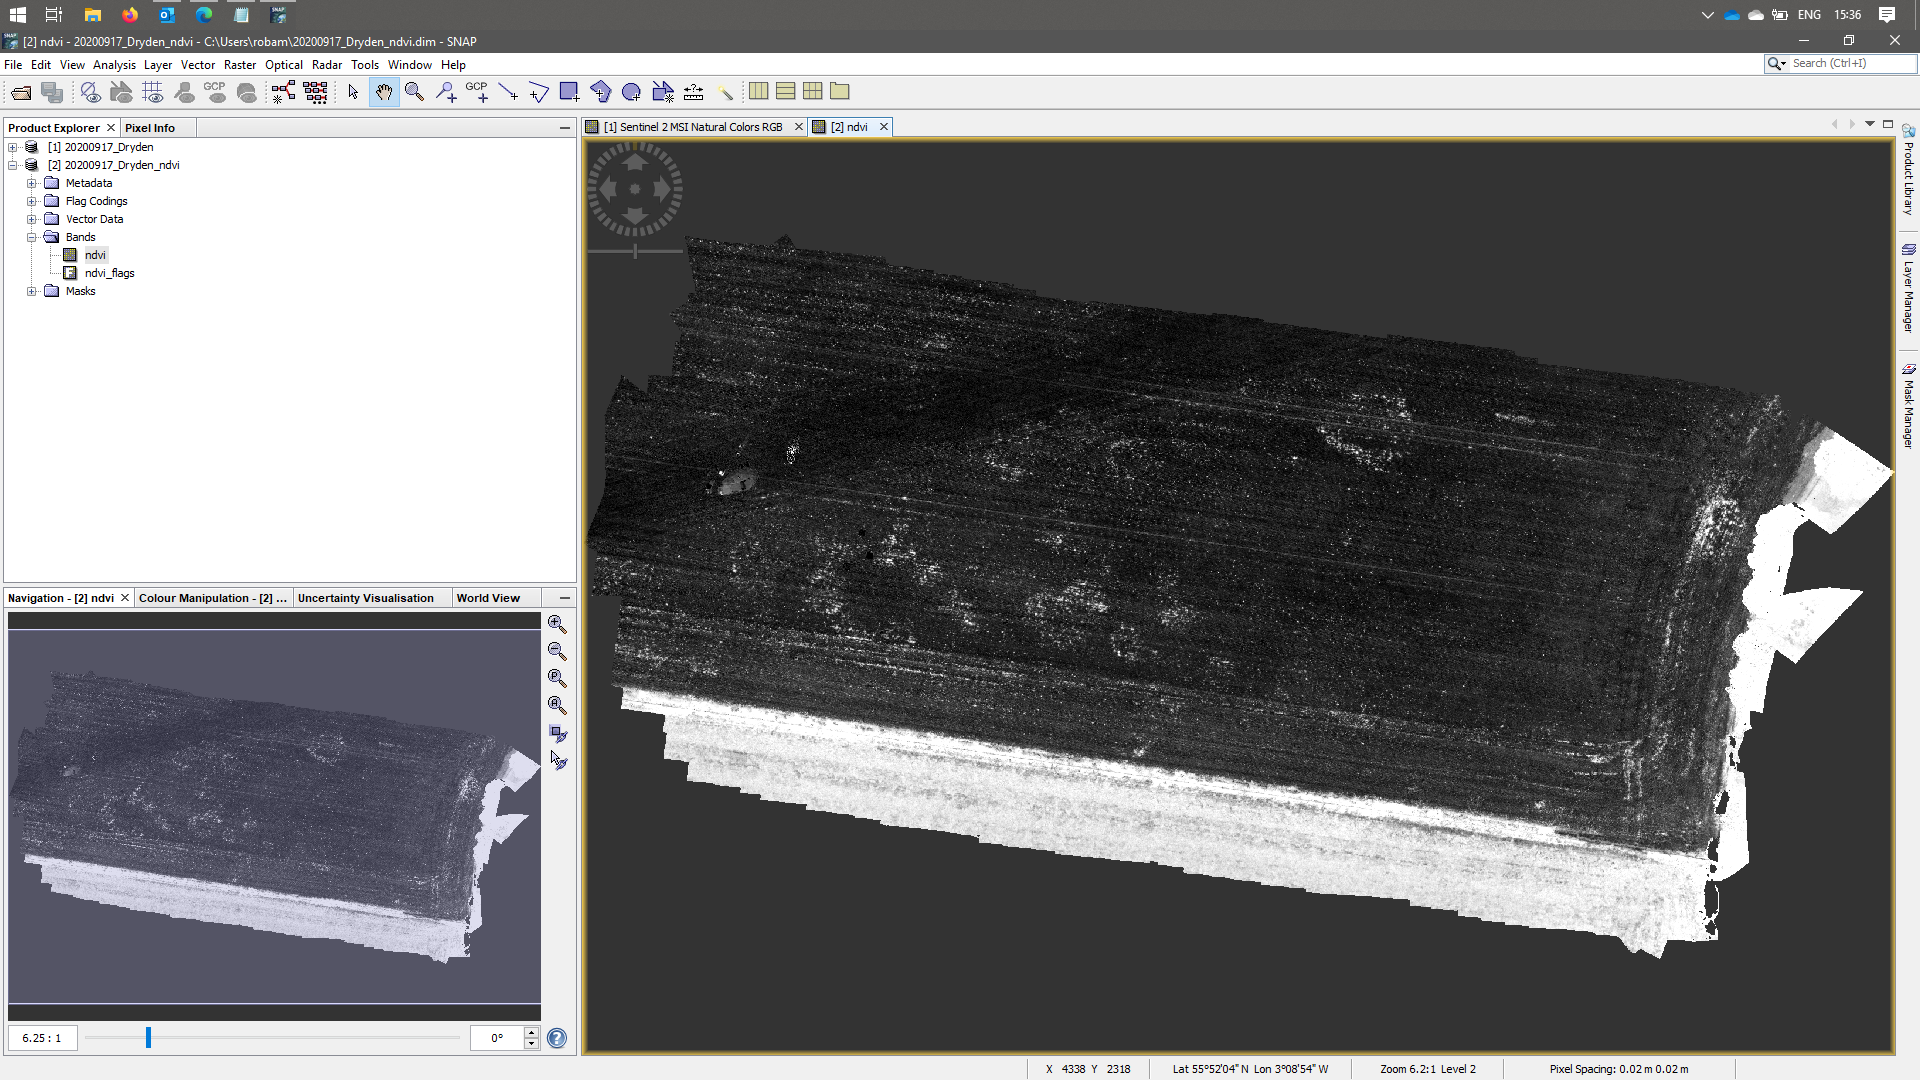 ENG 15:36
SNAP [2] ndvi - 20200917_Dryden_ndvi - C:\Users\robam\20200917_Dryden_ndvi.dim - SNAP
File Edit View Analysis Layer Vector Raster Optical Radar Tools Window Help
Search (Ctrl+I)
GCP GCP
Product Explorer Pixel Info
[1] 20200917_Dryden
[2] 20200917_Dryden_ndvi
Metadata
Flag Codings
Vector Data
Bands
ndvi
ndvi_flags
Masks
[1] Sentinel 2 MSI Natural Colors RGB [2] ndvi
Product Library
Layer Manager
Mask Manager
Navigation - [2] ndvi Colour Manipulation - [2] ... Uncertainty Visualisation World View
6.25 : 1
0°
X 4338 Y 2318 Lat 55°52'04" N Lon 3°08'54" W Zoom 6.2:1 Level 2 Pixel Spacing: 0.02 m 0.02 m